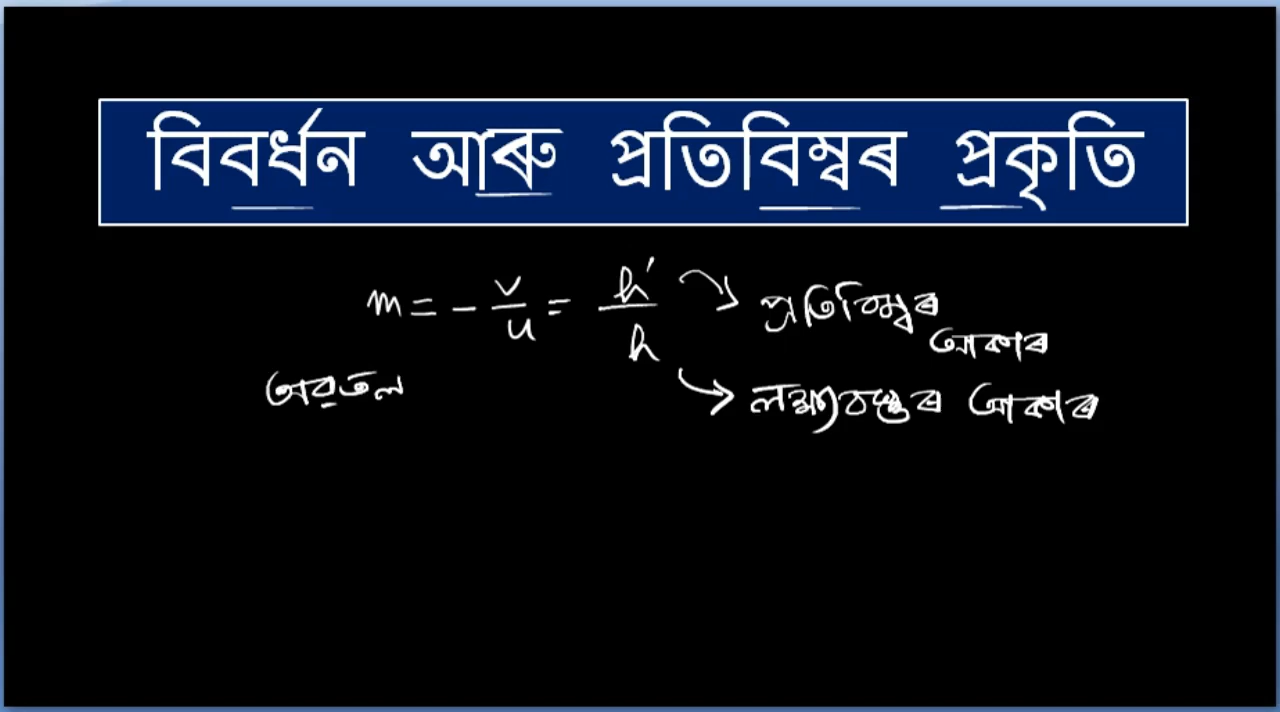 বিবৰ্ধন আৰু প্ৰতিবিম্বৰ প্ৰকৃতি
m = - v/u = h'/h
প্ৰতিবিম্বৰ
আকাৰ
অৱতল
লক্ষ্যবস্তুৰ আকাৰ